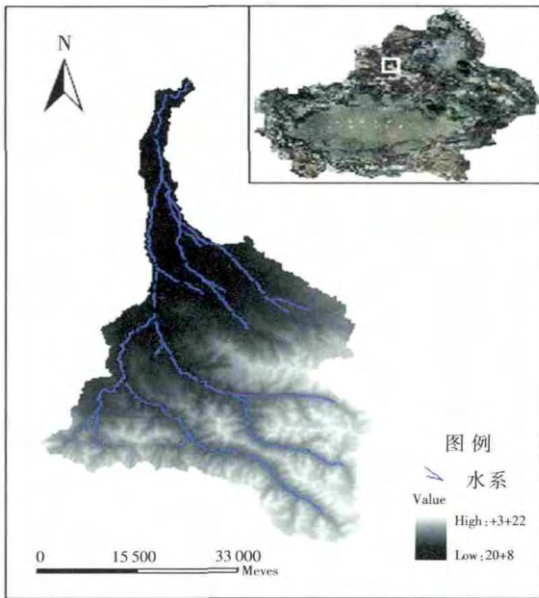 N
图例
水系
Value
High:+3+22
Low:20+8
0 15 500 33 000
Meves